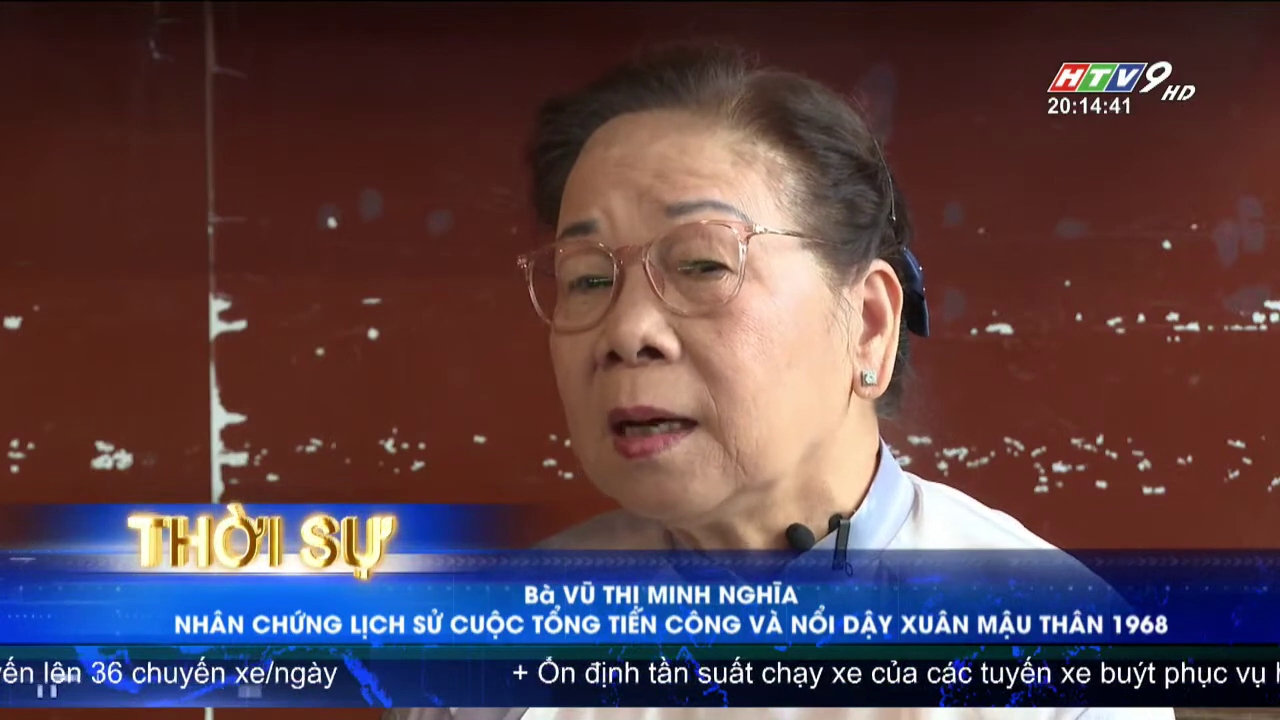 HTV9 HD
20:14:41
THỜI SỰ
Bà VŨ THỊ MINH NGHĨA
NHÂN CHỨNG LỊCH SỬ CUỘC TỔNG TIẾN CÔNG VÀ NỔI DẬY XUÂN MẬU THÂN 1968
lên 36 chuyến xe/ngày + Ổn định tần suất chạy xe của các tuyến xe buýt phục vụ